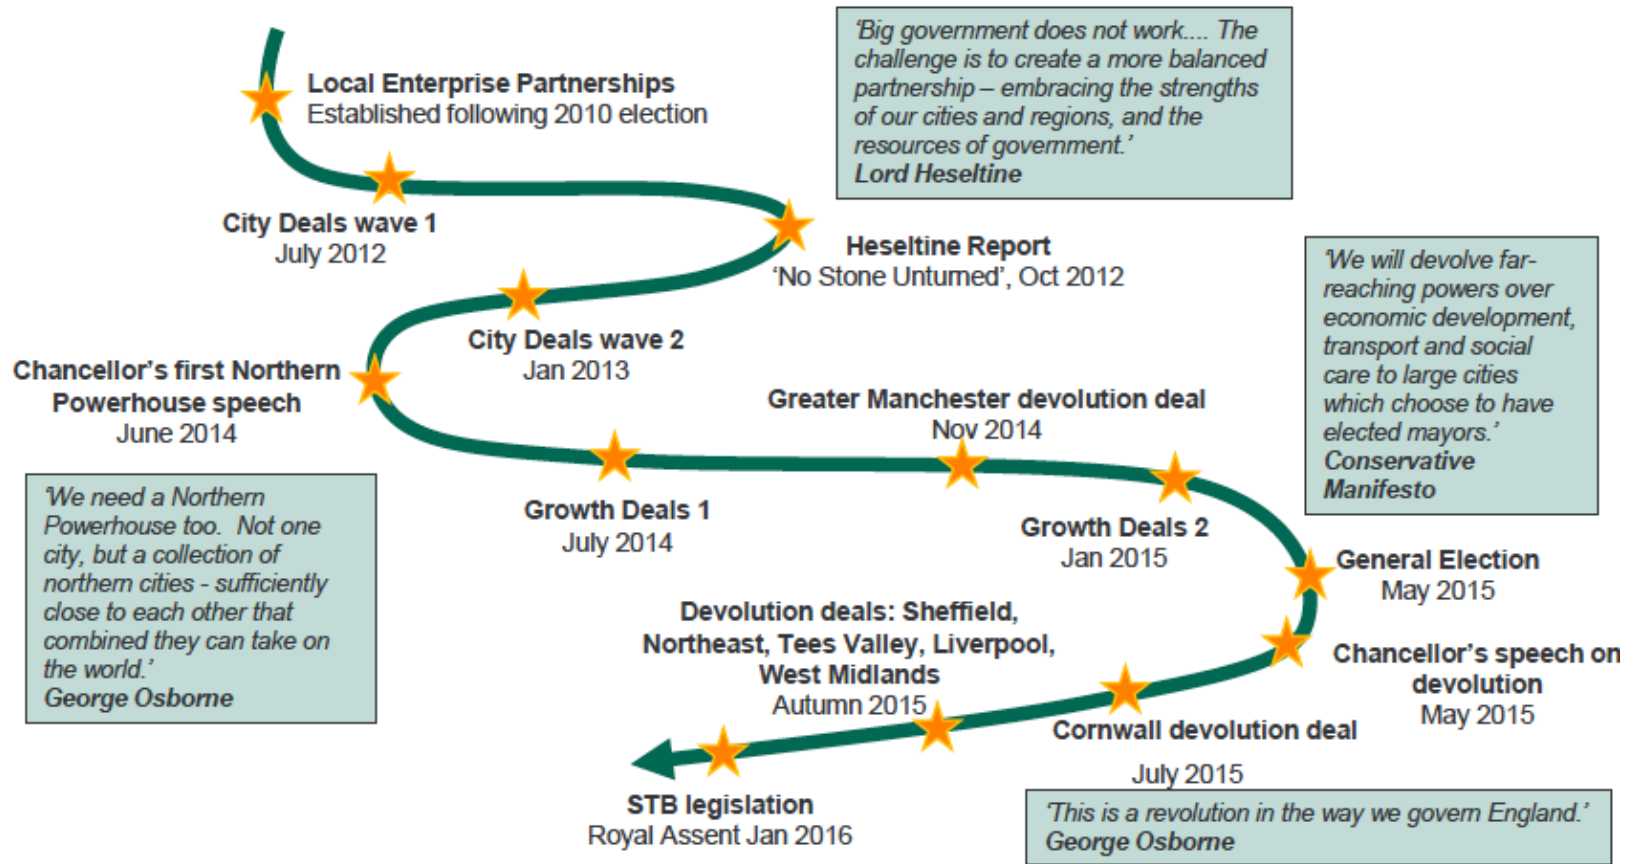 Local Enterprise Partnerships
Established following 2010 election
'Big government does not work.... The
challenge is to create a more balanced
partnership – embracing the strengths
of our cities and regions, and the
resources of government.'
Lord Heseltine
City Deals wave 1
July 2012
Heseltine Report
'No Stone Unturned', Oct 2012
City Deals wave 2
Jan 2013
Chancellor's first Northern
Powerhouse speech
June 2014
'We need a Northern
Powerhouse too.  Not one
city, but a collection of
northern cities - sufficiently
close to each other that
combined they can take on
the world.'
George Osborne
Growth Deals 1
July 2014
Greater Manchester devolution deal
Nov 2014
Growth Deals 2
Jan 2015
'We will devolve far-
reaching powers over
economic development,
transport and social
care to large cities
which choose to have
elected mayors.'
Conservative
Manifesto
General Election
May 2015
Chancellor's speech on
devolution
May 2015
Cornwall devolution deal
July 2015
'This is a revolution in the way we govern England.'
George Osborne
Devolution deals: Sheffield,
Northeast, Tees Valley, Liverpool,
West Midlands
Autumn 2015
STB legislation
Royal Assent Jan 2016